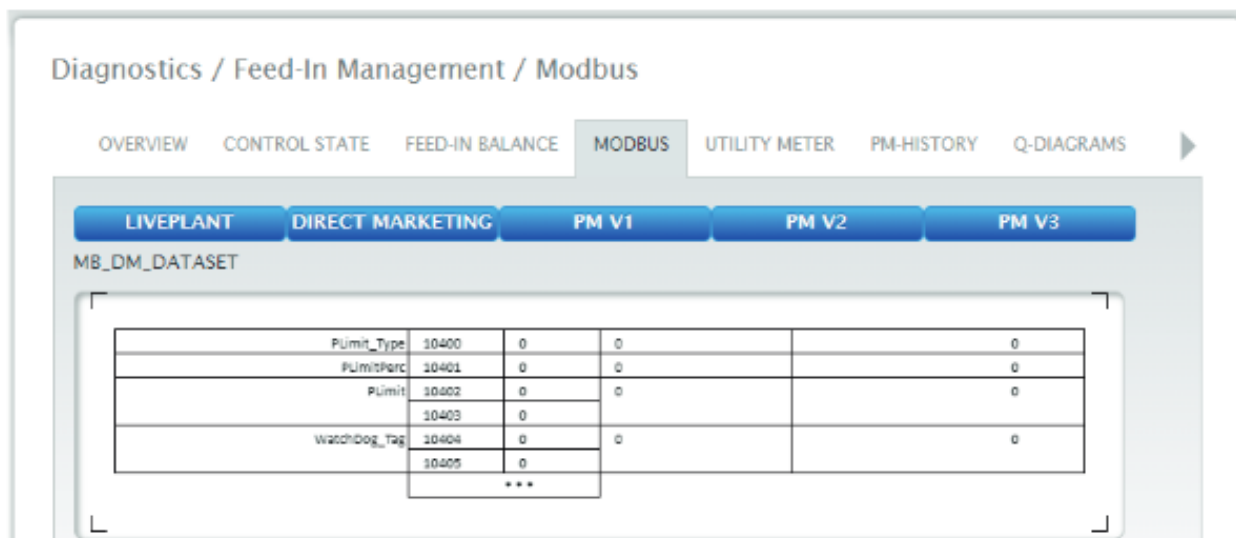 Diagnostics / Feed-In Management / Modbus
OVERVIEW CONTROL STATE FEED-IN BALANCE MODBUS UTILITY METER PM-HISTORY Q-DIAGRAMS
LIVEPLANT DIRECT MARKETING PM V1 PM V2 PM V3
MB_DM_DATASET
PLimit_Type 10400 0 0 0
PLimitPerc 10401 0 0 0
PLimit 10402 0 0 0
10403 0
WatchDog_Tag 10404 0 0 0
10405 0
•••